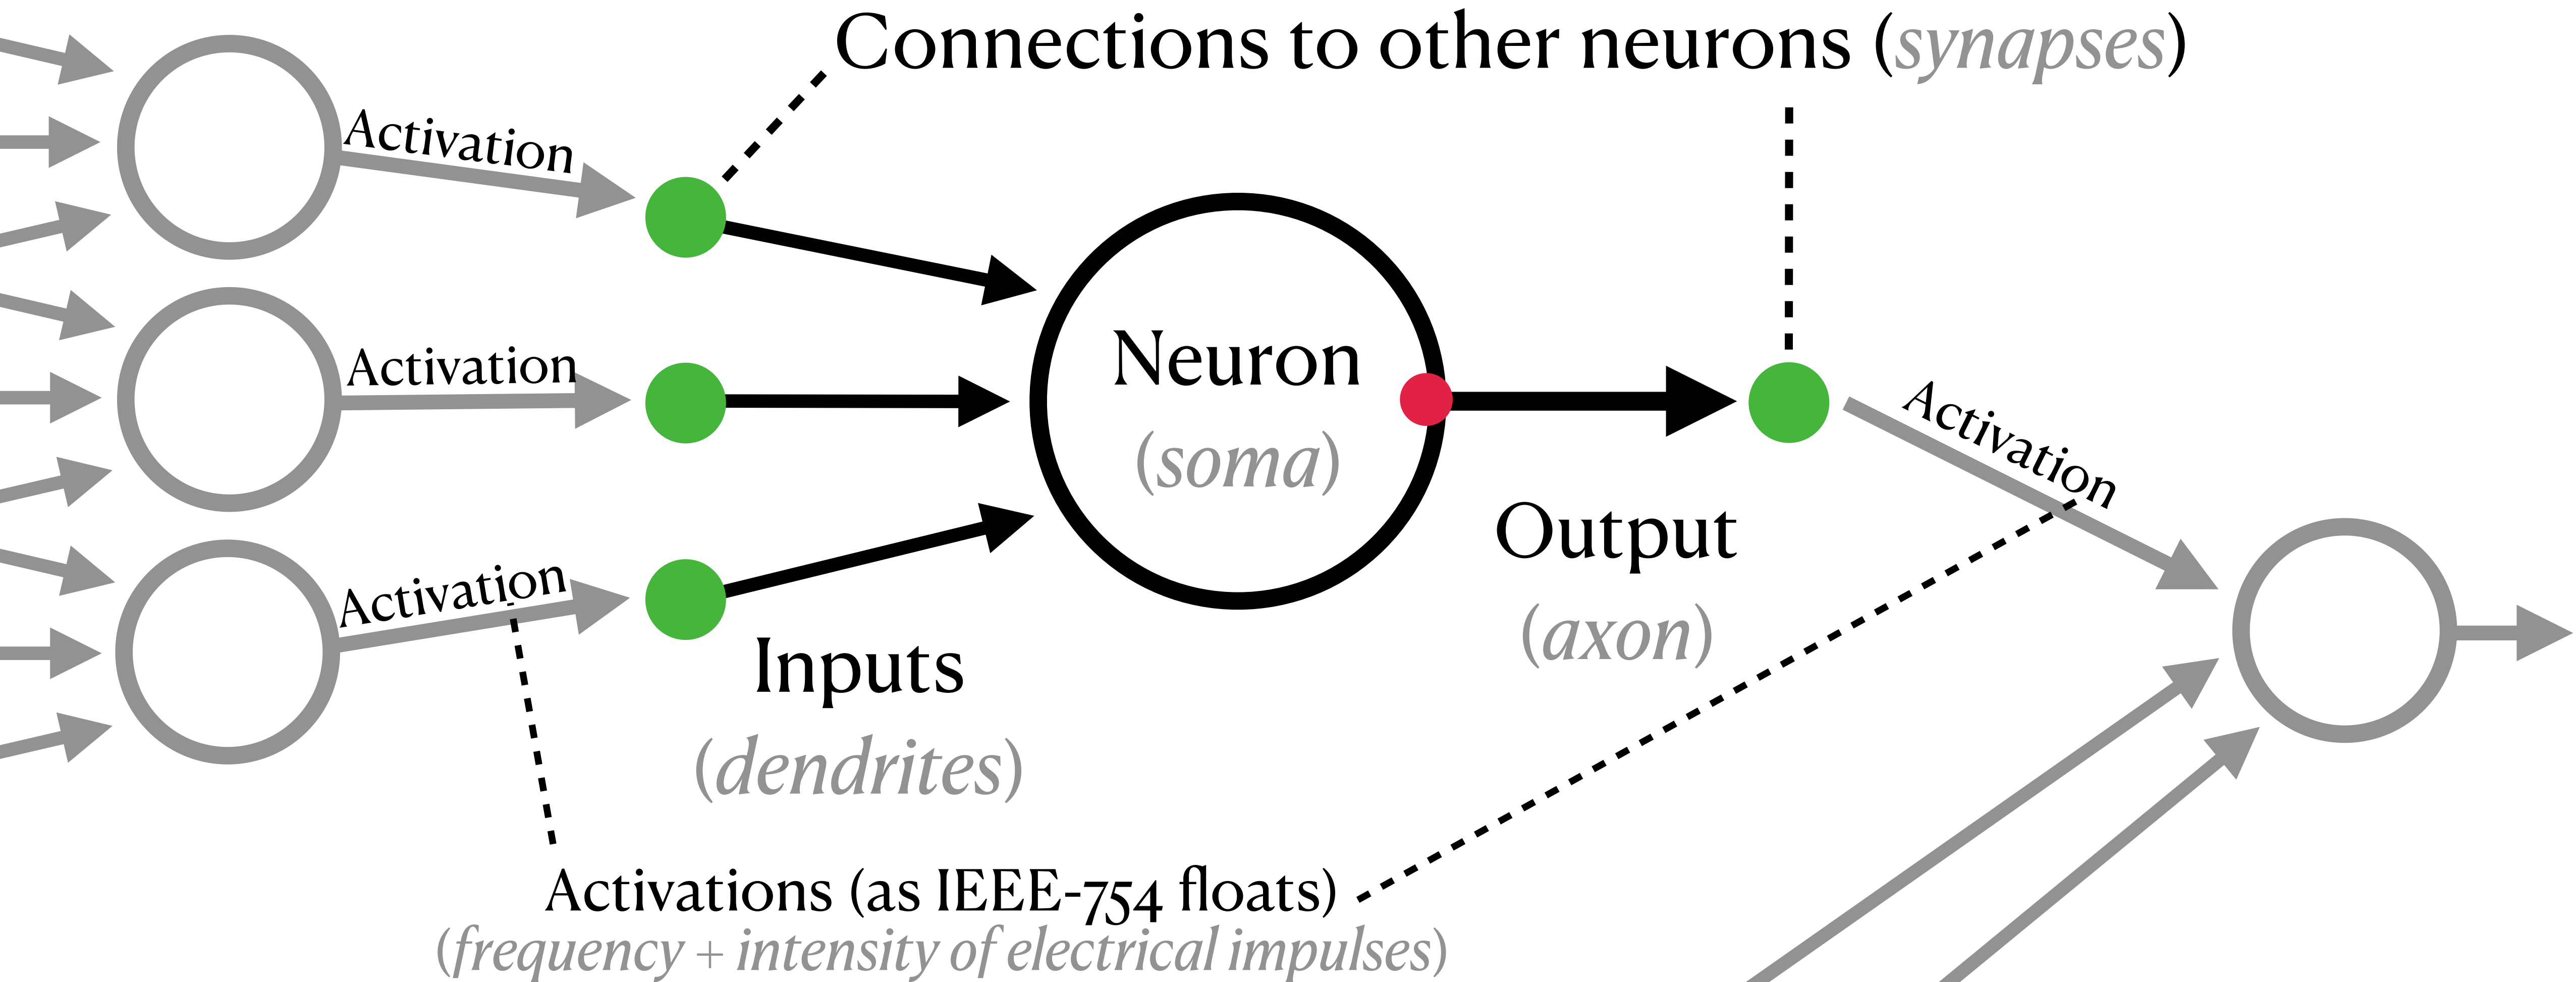 Connections to other neurons (synapses)
Activation
Activation
Neuron
(soma)
Activation
Activation
Output
(axon)
Inputs
(dendrites)
Activations (as IEEE-754 floats)
(frequency + intensity of electrical impulses)